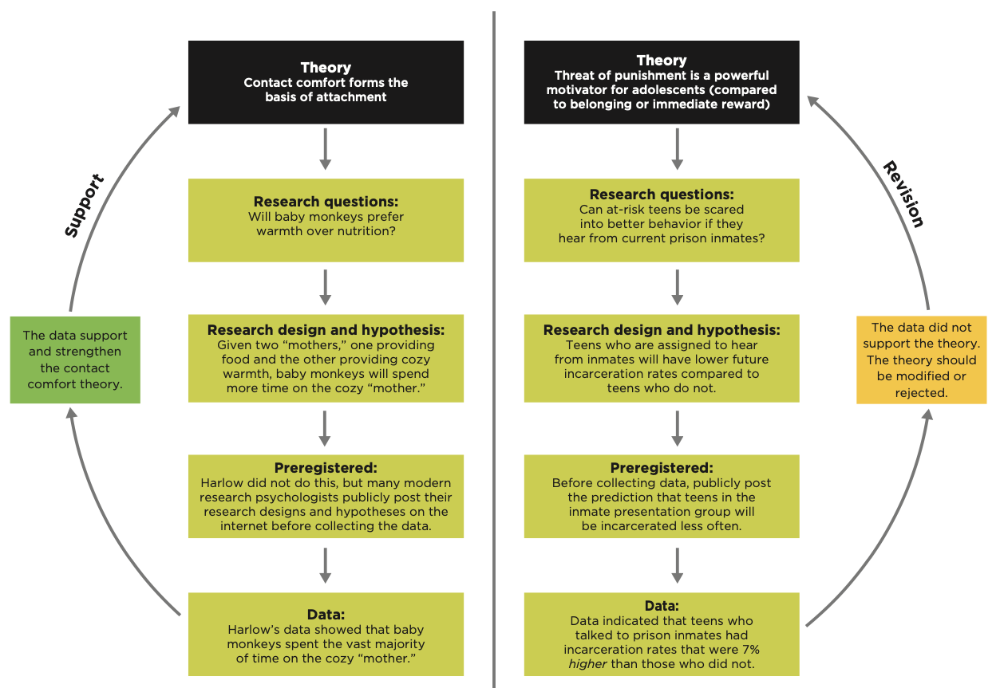 Theory
Contact comfort forms the
basis of attachment
Research questions:
Will baby monkeys prefer
warmth over nutrition?
Research design and hypothesis:
Given two “mothers,” one providing
food and the other providing cozy
warmth, baby monkeys will spend
more time on the cozy “mother.”
Preregistered:
Harlow did not do this, but many modern
research psychologists publicly post their
research designs and hypotheses on the
internet before collecting the data.
Data:
Harlow’s data showed that baby
monkeys spent the vast majority
of time on the cozy “mother.”
The data support
and strengthen
the contact
comfort theory.
Support
Theory
Threat of punishment is a powerful
motivator for adolescents (compared
to belonging or immediate reward)
Research questions:
Can at-risk teens be scared
into better behavior if they
hear from current prison inmates?
Research design and hypothesis:
Teens who are assigned to hear
from inmates will have lower future
incarceration rates compared to
teens who do not.
Preregistered:
Before collecting data, publicly post
the prediction that teens in the
inmate presentation group will
be incarcerated less often.
Data:
Data indicated that teens who
talked to prison inmates had
incarceration rates that were 7%
higher than those who did not.
The data did not
support the theory.
The theory should
be modified or
rejected.
Revision